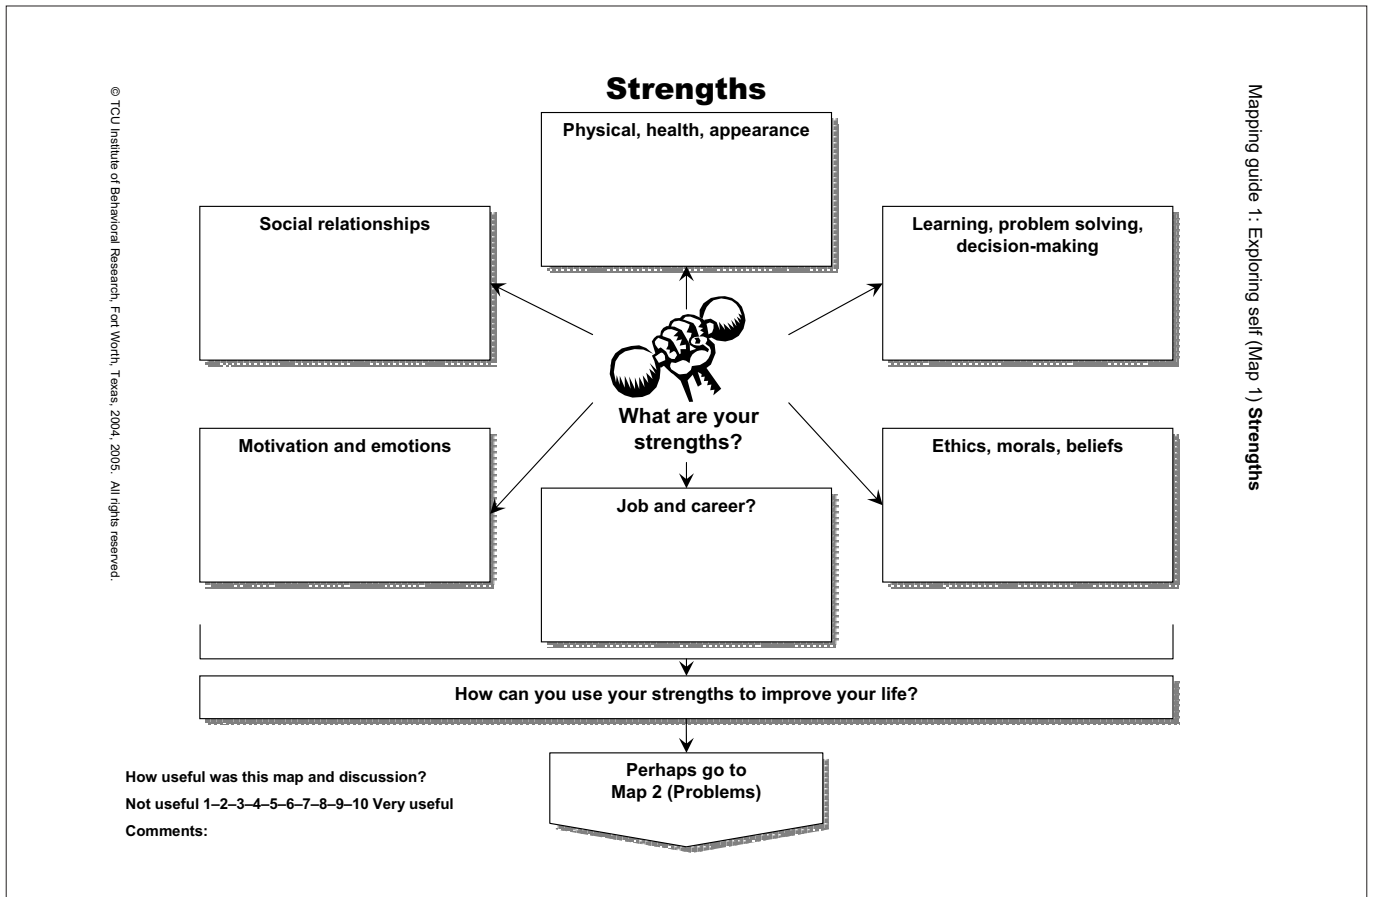 Strengths
Physical, health, appearance
Social relationships
Learning, problem solving,
decision-making
What are your
strengths?
Motivation and emotions
Ethics, morals, beliefs
Job and career?
How can you use your strengths to improve your life?
Perhaps go to
Map 2 (Problems)
How useful was this map and discussion?
Not useful 1–2–3–4–5–6–7–8–9–10 Very useful
Comments:
© TCU Institute of Behavioral Research, Fort Worth, Texas, 2004, 2005.  All rights reserved.
Mapping guide 1: Exploring self (Map 1) Strengths